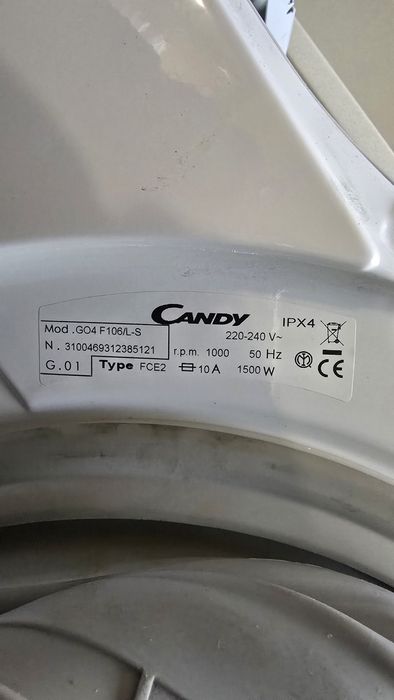 CANDY
IPX4
Mod .GO4 F106/L-S
220-240 V~
N. 3100469312385121
r.p.m. 1000 50 Hz
G.01 Type FCE2 10 A 1500 W
CE